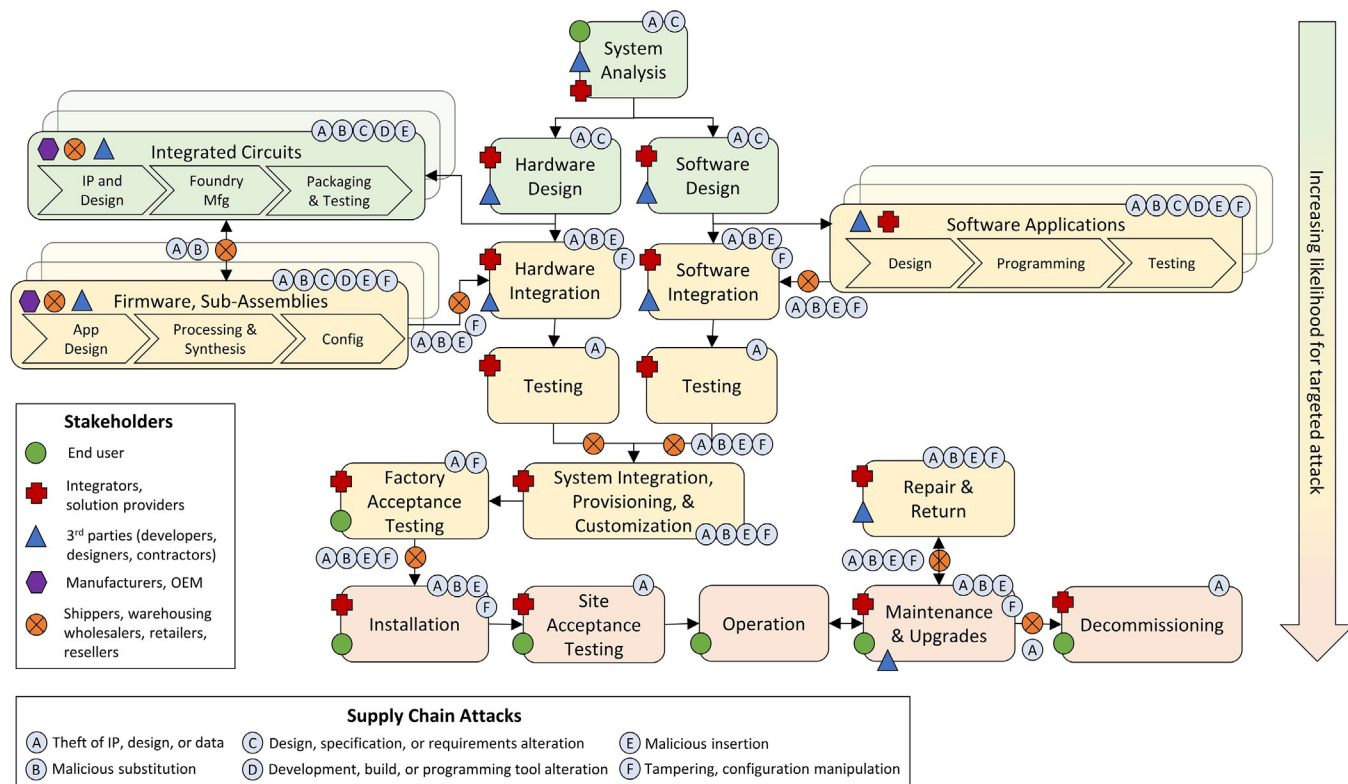 A C
System
Analysis
A B C D E
Integrated Circuits
IP and
Design
Foundry
Mfg
Packaging
& Testing
A C
Hardware
Design
A C
Software
Design
A B C D E F
Software Applications
Design
Programming
Testing
A B
A B C D E F
Firmware, Sub-Assemblies
App
Design
Processing &
Synthesis
Config
A B E
F
A B E
F
Hardware
Integration
A B E
F
Software
Integration
A B E F
A
Testing
A
Testing
A B E F
Stakeholders
End user
Integrators,
solution providers
3rd parties (developers,
designers, contractors)
Manufacturers, OEM
Shippers, warehousing
wholesalers, retailers,
resellers
A F
Factory
Acceptance
Testing
System Integration,
Provisioning, &
Customization
A B E F
A B E F
Repair &
Return
A B E F
A B E F
A B E
F
Installation
A
Site
Acceptance
Testing
Operation
A B E
F
Maintenance
& Upgrades
A
A
Decommissioning
Increasing likelihood for targeted attack
Supply Chain Attacks
A Theft of IP, design, or data
C Design, specification, or requirements alteration
E Malicious insertion
B Malicious substitution
D Development, build, or programming tool alteration
F Tampering, configuration manipulation